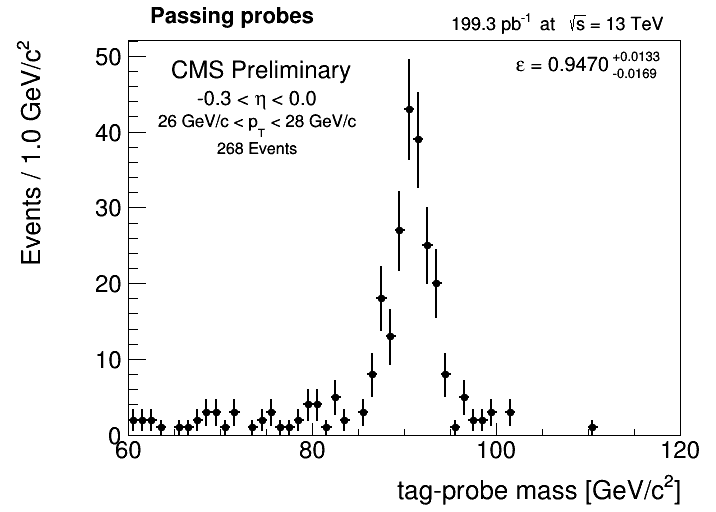 Passing probes
199.3 pb⁻¹ at √s = 13 TeV
CMS Preliminary
ε = 0.9470 +0.0133 -0.0169
-0.3 < η < 0.0
26 GeV/c < p_T < 28 GeV/c
268 Events
Events / 1.0 GeV/c²
50
40
30
20
10
0
60 80 100 120
tag-probe mass [GeV/c²]